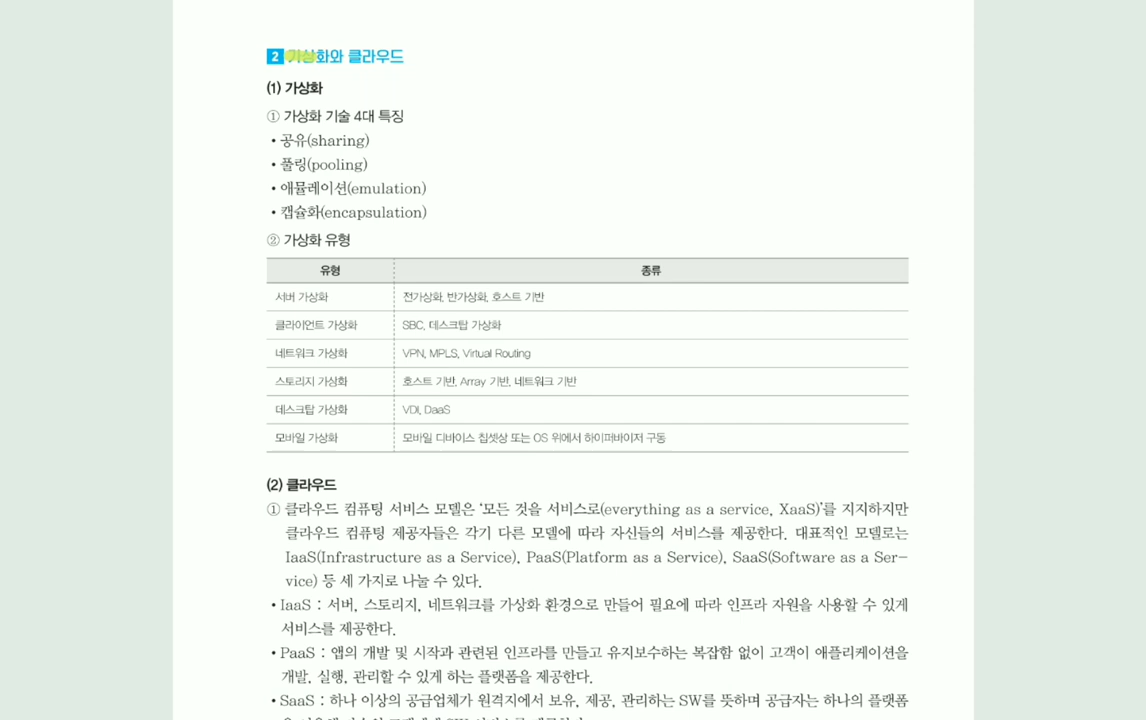 2 가상화와 클라우드
(1) 가상화
① 가상화 기술 4대 특징
• 공유(sharing)
• 풀링(pooling)
• 애뮬레이션(emulation)
• 캡슐화(encapsulation)
② 가상화 유형
유형 종류
서버 가상화 전가상화, 반가상화, 호스트 기반
클라이언트 가상화 SBC, 데스크탑 가상화
네트워크 가상화 VPN, MPLS, Virtual Routing
스토리지 가상화 호스트 기반, Array 기반, 네트워크 기반
데스크탑 가상화 VDI, DaaS
모바일 가상화 모바일 디바이스 칩셋상 또는 OS 위에서 하이퍼바이저 구동
(2) 클라우드
① 클라우드 컴퓨팅 서비스 모델은 ‘모든 것을 서비스로(everything as a service, XaaS)’를 지지하지만
클라우드 컴퓨팅 제공자들은 각기 다른 모델에 따라 자신들의 서비스를 제공한다. 대표적인 모델로는
IaaS(Infrastructure as a Service), PaaS(Platform as a Service), SaaS(Software as a Ser-
vice) 등 세 가지로 나눌 수 있다.
• IaaS : 서버, 스토리지, 네트워크를 가상화 환경으로 만들어 필요에 따라 인프라 자원을 사용할 수 있게
서비스를 제공한다.
• PaaS : 앱의 개발 및 시작과 관련된 인프라를 만들고 유지보수하는 복잡함 없이 고객이 애플리케이션을
개발, 실행, 관리할 수 있게 하는 플랫폼을 제공한다.
• SaaS : 하나 이상의 공급업체가 원격지에서 보유, 제공, 관리하는 SW를 뜻하며 공급자는 하나의 플랫폼